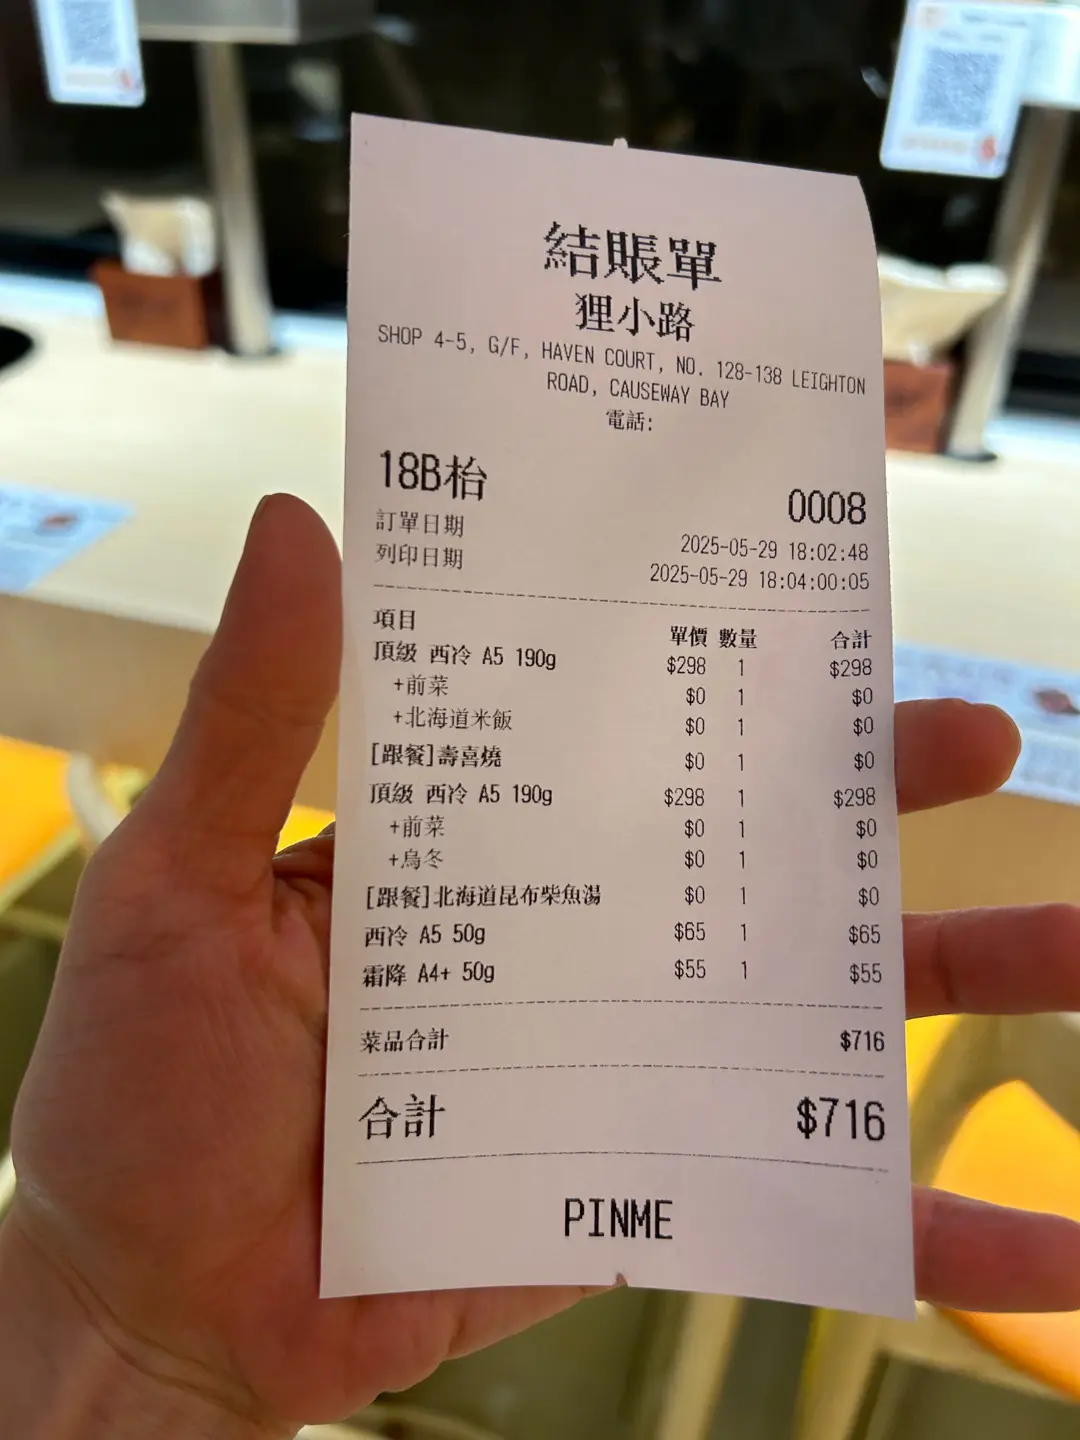 結賬單
狸小路
SHOP 4-5, G/F, HAVEN COURT, NO. 128-138 LEIGHTON
ROAD, CAUSEWAY BAY
電話:
18B枱 0008
訂單日期 2025-05-29 18:02:48
列印日期 2025-05-29 18:04:00:05
項目 單價 數量 合計
頂級 西冷 A5 190g $298 1 $298
+前菜 $0 1 $0
+北海道米飯 $0 1 $0
[跟餐]壽喜燒 $0 1 $0
頂級 西冷 A5 190g $298 1 $298
+前菜 $0 1 $0
+烏冬 $0 1 $0
[跟餐]北海道昆布柴魚湯 $0 1 $0
西冷 A5 50g $65 1 $65
霜降 A4+ 50g $55 1 $55
菜品合計 $716
合計 $716
PINME